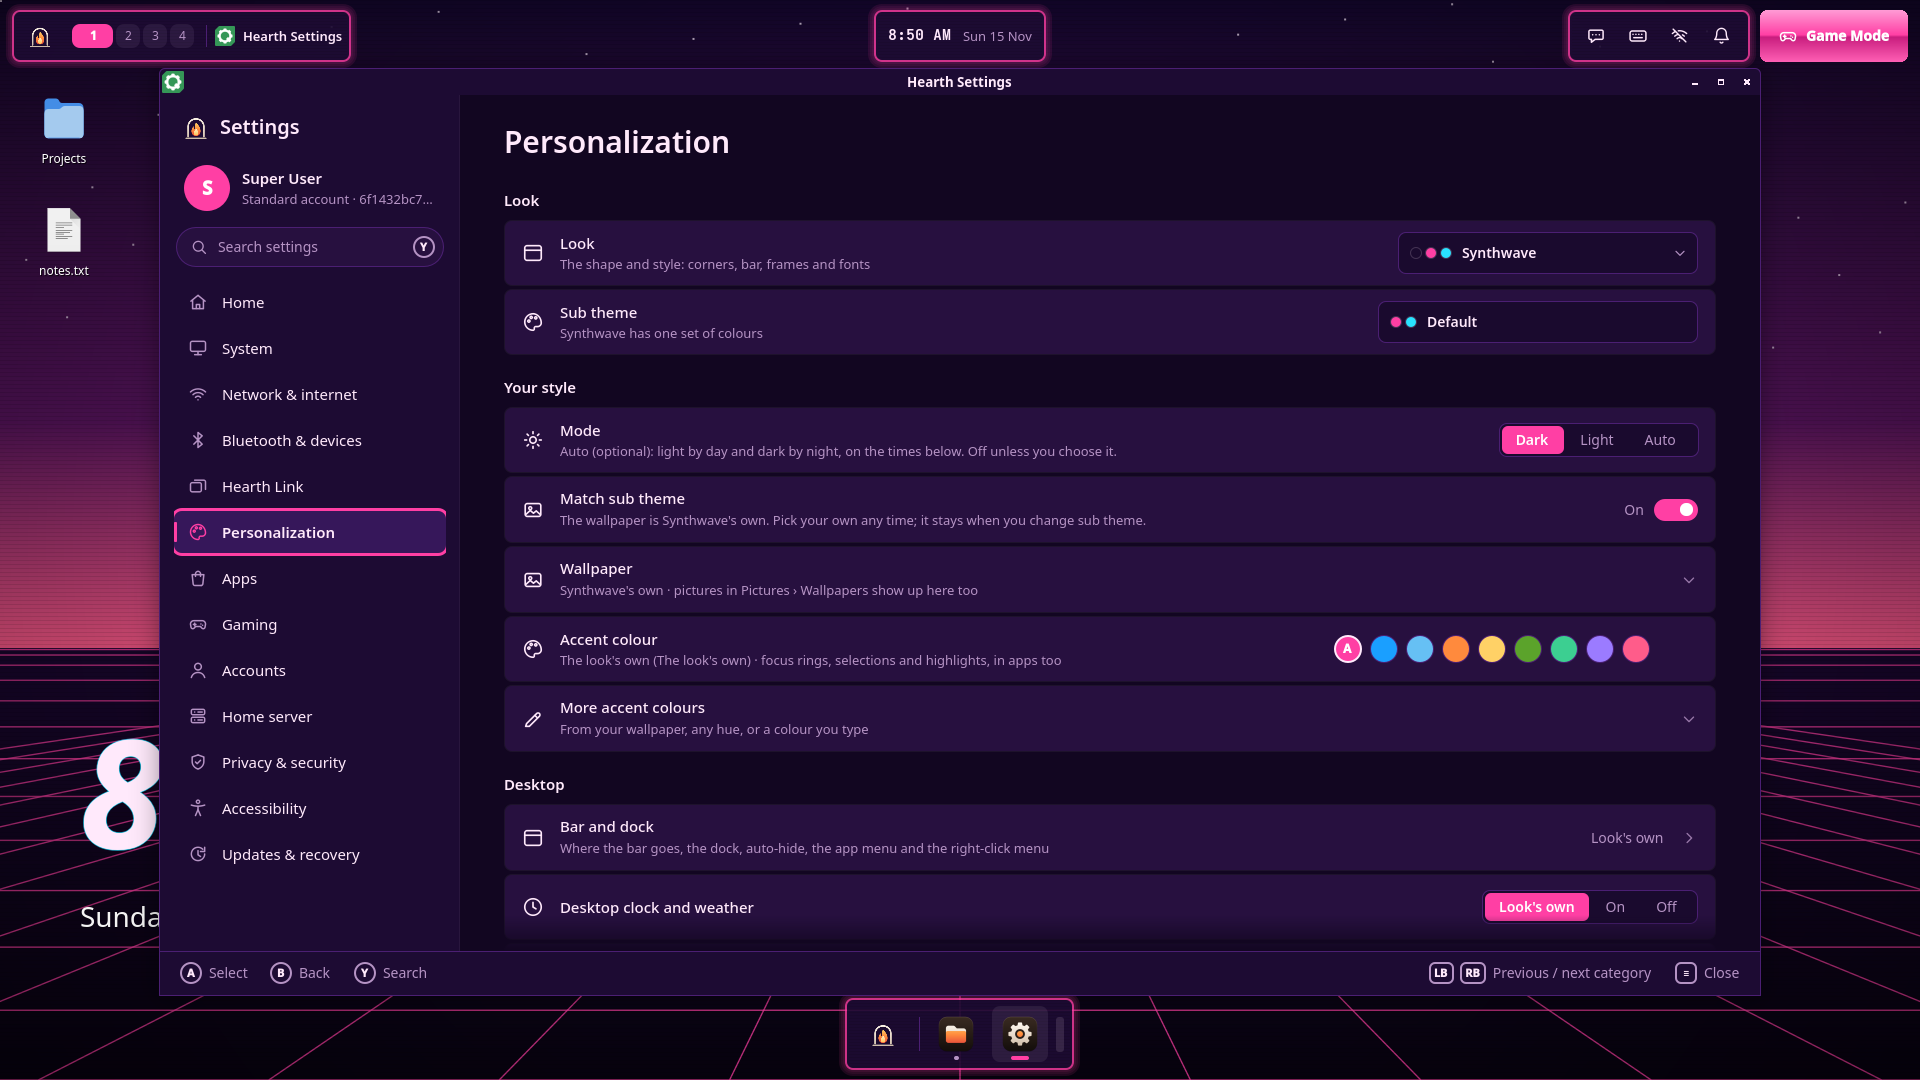 1 2 3 4 Hearth Settings
8:50 AM Sun 15 Nov
Game Mode
Hearth Settings
Projects
notes.txt
8
Sunda
Settings
S
Super User
Standard account · 6f1432bc7...
Search settings Y
Home
System
Network & internet
Bluetooth & devices
Hearth Link
Personalization
Apps
Gaming
Accounts
Home server
Privacy & security
Accessibility
Updates & recovery
Personalization
Look
Look
The shape and style: corners, bar, frames and fonts
Synthwave
Sub theme
Synthwave has one set of colours
Default
Your style
Mode
Auto (optional): light by day and dark by night, on the times below. Off unless you choose it.
Dark Light Auto
Match sub theme
The wallpaper is Synthwave's own. Pick your own any time; it stays when you change sub theme.
On
Wallpaper
Synthwave's own · pictures in Pictures › Wallpapers show up here too
Accent colour
The look's own (The look's own) · focus rings, selections and highlights, in apps too
A
More accent colours
From your wallpaper, any hue, or a colour you type
Desktop
Bar and dock
Where the bar goes, the dock, auto-hide, the app menu and the right-click menu
Look's own
Desktop clock and weather
Look's own On Off
A Select B Back Y Search
LB RB Previous / next category Close